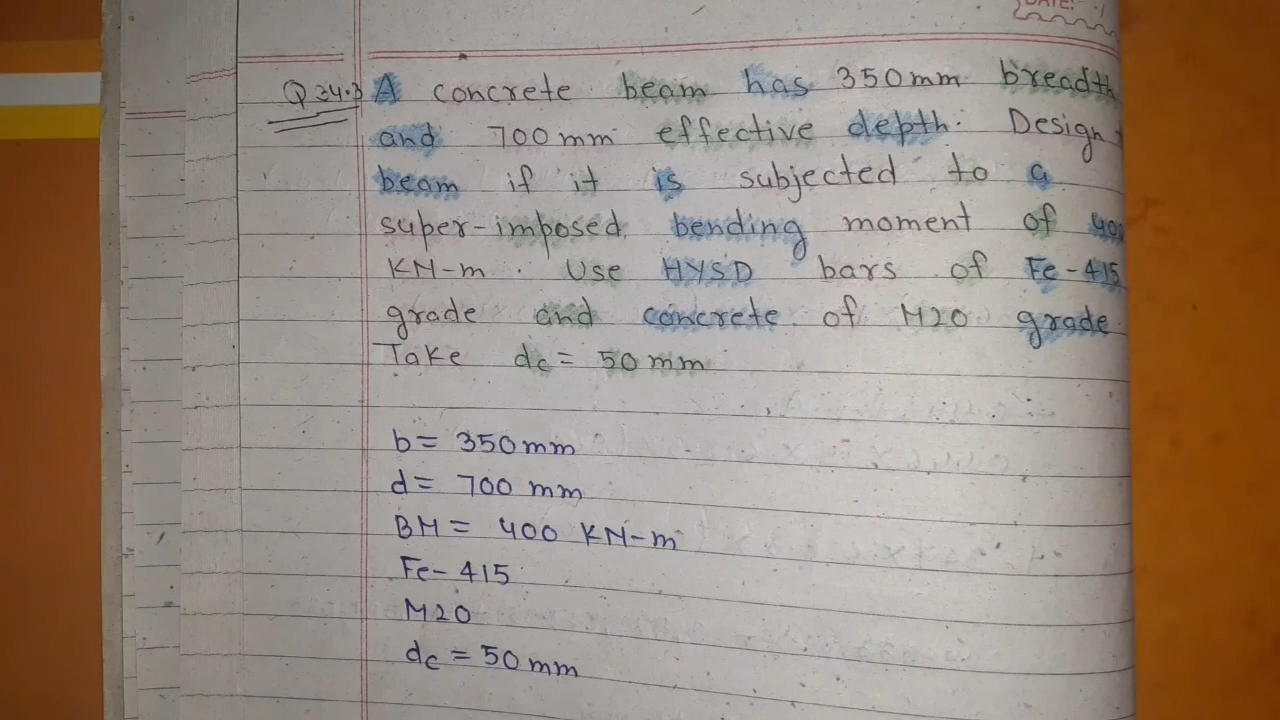 DATE:
Q 34.3 A concrete beam has 350mm breadth
and 700mm effective depth. Design
beam if it is subjected to a
super-imposed bending moment of
KN-m. Use HYSD bars of Fe-415
grade and concrete of M20 grade.
Take dc = 50 mm
b = 350mm
d = 700 mm
BM = 400 KN-m
Fe-415
M20
dc = 50 mm